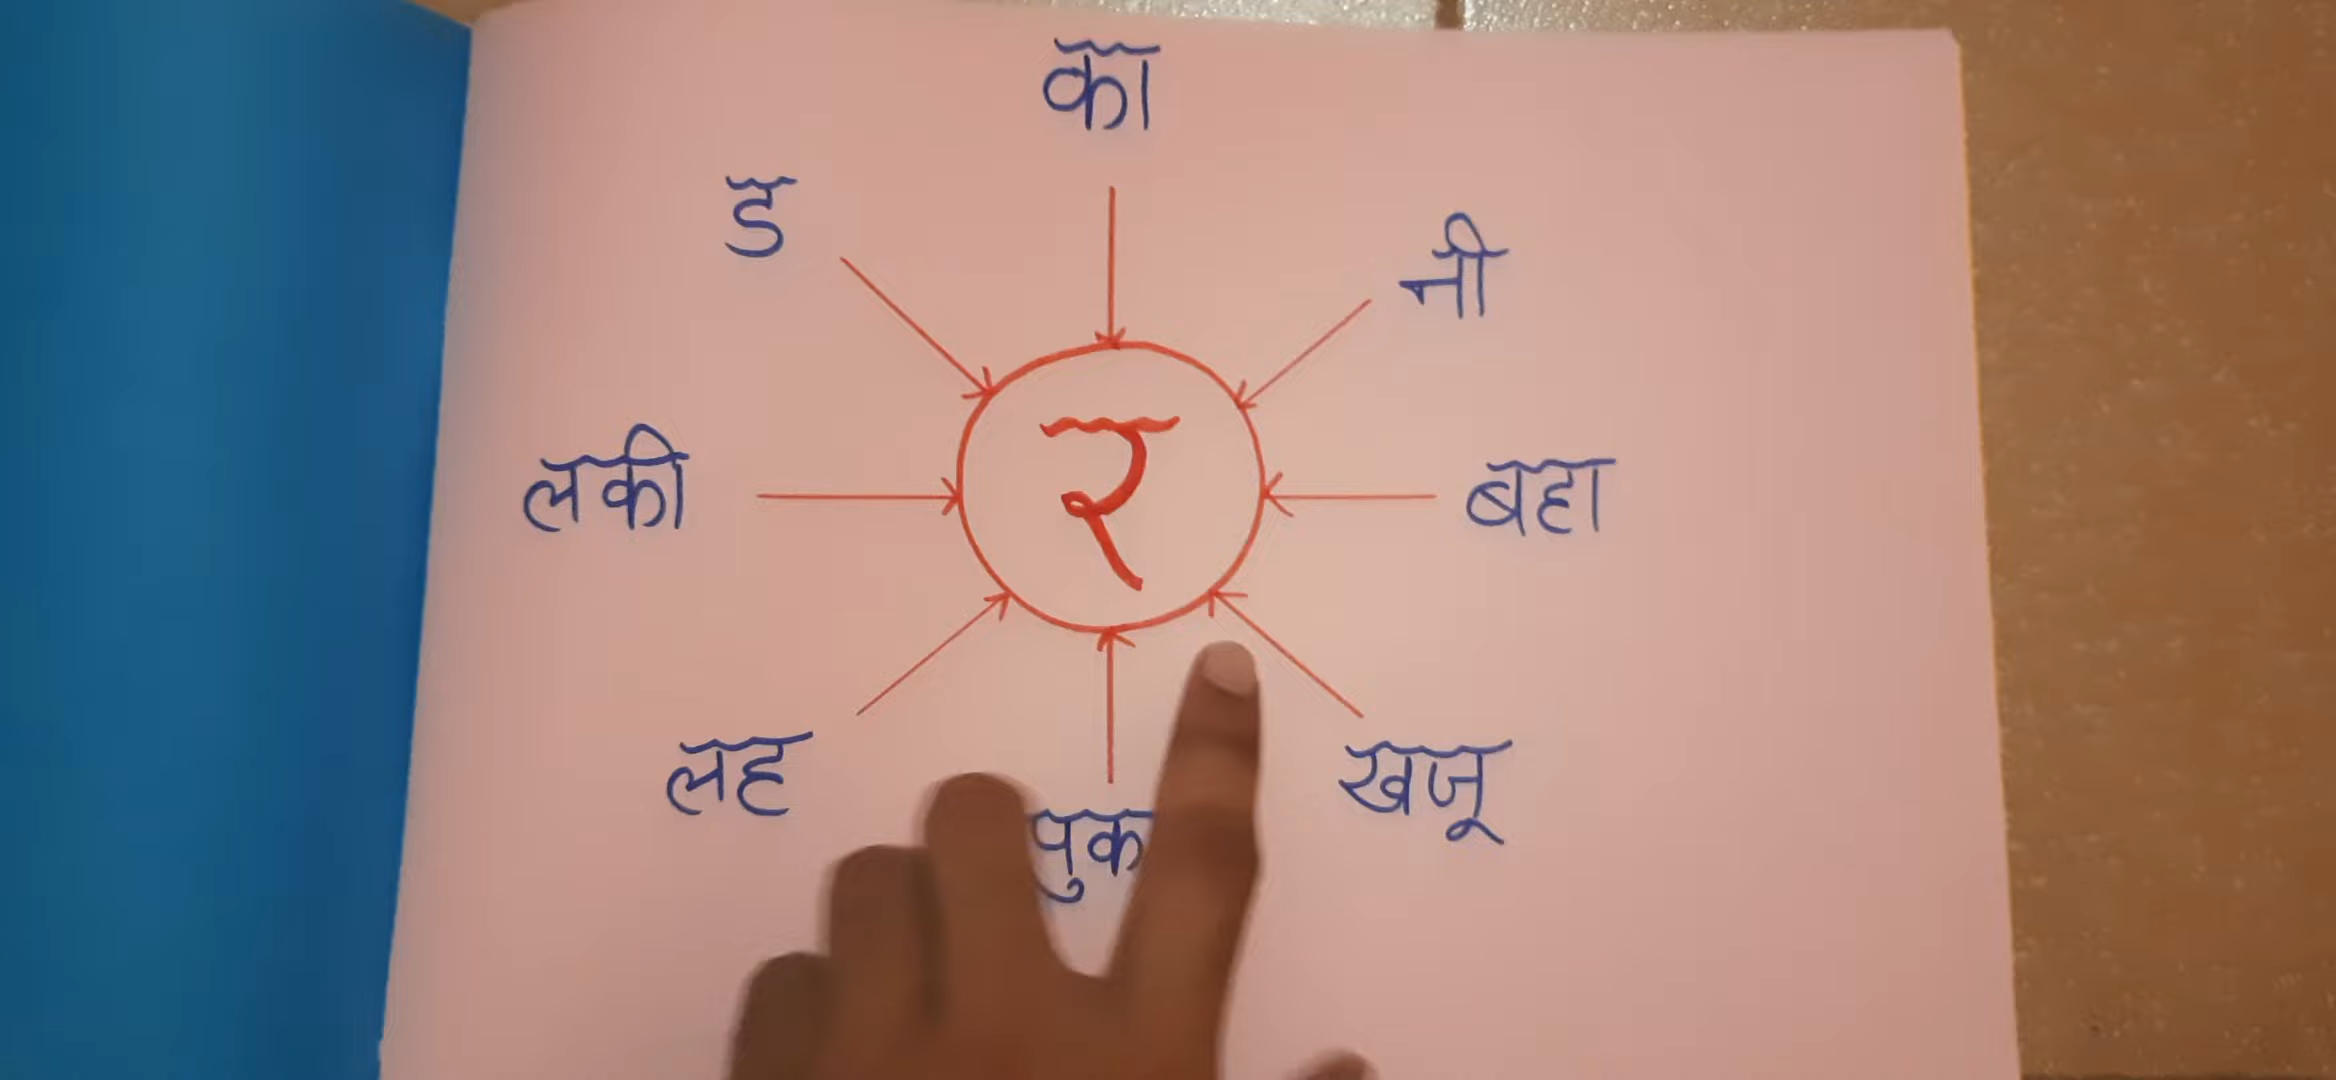 का
ड
नी
लकी
र
बहा
लह
खजू